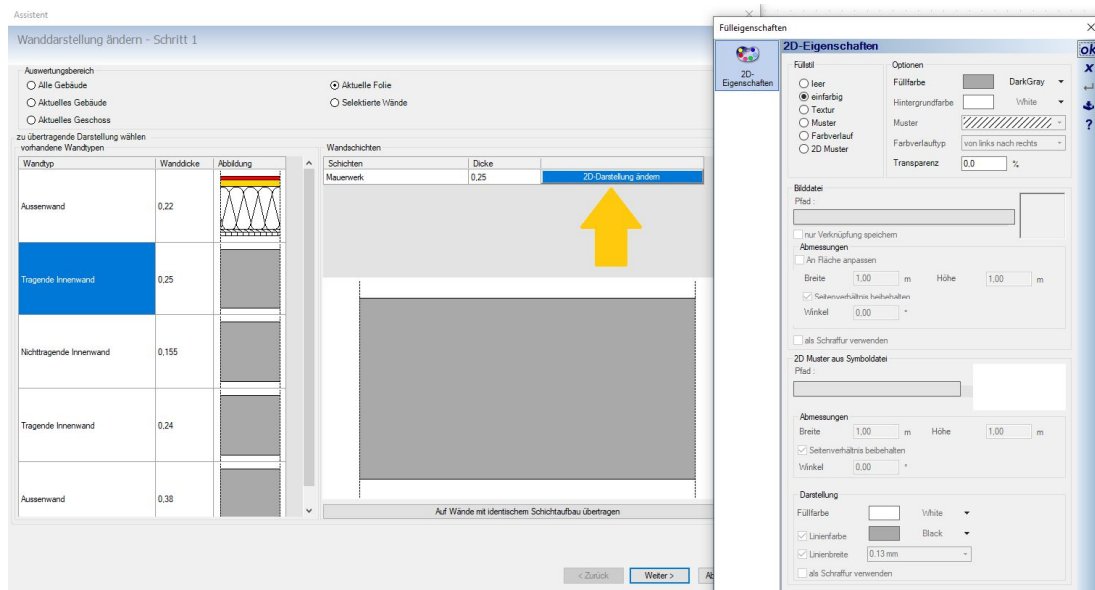 Assistent
Wanddarstellung ändern - Schritt 1
Auswertungsbereich
Alle Gebäude
Aktuelles Gebäude
Aktuelles Geschoss
Aktuelle Folie
Selektierte Wände
zu übertragende Darstellung wählen
vorhandene Wandtypen
Wandtyp Wanddicke Abbildung
Aussenwand 0,22
Tragende Innenwand 0,25
Nichttragende Innenwand 0,155
Tragende Innenwand 0,24
Aussenwand 0,38
Wandschichten
Schichten Dicke
Mauerwerk 0,25 2D-Darstellung ändern
Auf Wände mit identischem Schichtaufbau übertragen
< Zurück Weiter >
Fülleigenschaften
2D-
Eigenschaften
2D-Eigenschaften
ok
x
?
Füllstil
leer
einfarbig
Textur
Muster
Farbverlauf
2D Muster
Optionen
Füllfarbe DarkGray
Hintergrundfarbe White
Muster
Farbverlauftyp von links nach rechts
Transparenz 0,0 %
Bilddatei
Pfad :
nur Verknüpfung speichern
Abmessungen
An Fläche anpassen
Breite 1,00 m Höhe 1,00 m
Seitenverhältnis beibehalten
Winkel 0,00 °
als Schraffur verwenden
2D Muster aus Symboldatei
Pfad :
Abmessungen
Breite 1,00 m Höhe 1,00 m
Seitenverhältnis beibehalten
Winkel 0,00 °
Darstellung
Füllfarbe White
Linienfarbe Black
Linienbreite 0.13 mm
als Schraffur verwenden